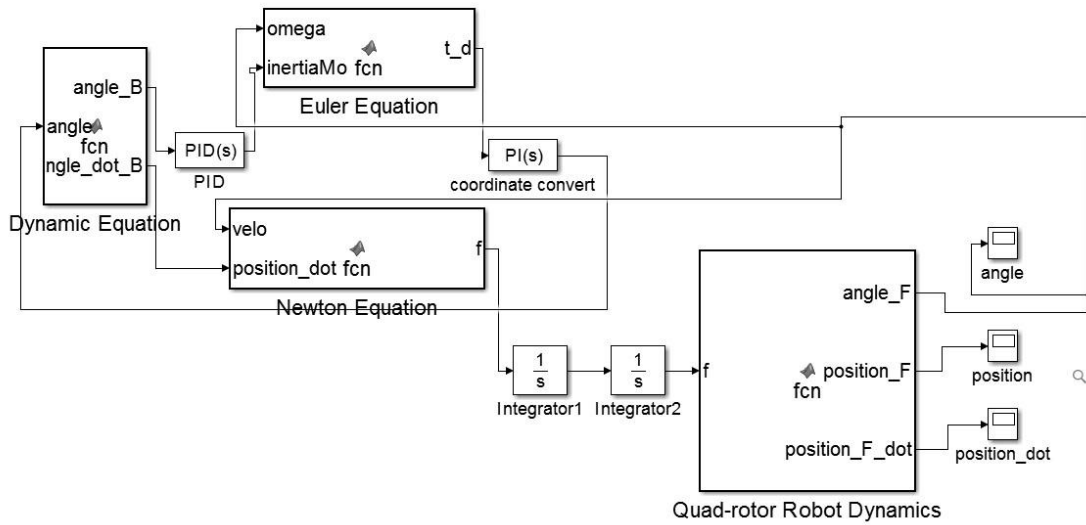 omega
inertiaMo
fcn
t_d
Euler Equation
angle_B
angle
fcn
ngle_dot_B
Dynamic Equation
PID(s)
PID
PI(s)
coordinate convert
velo
position_dot
fcn
f
Newton Equation
1
s
Integrator1
1
s
Integrator2
f
fcn
angle_F
position_F
position_F_dot
Quad-rotor Robot Dynamics
angle
position
position_dot